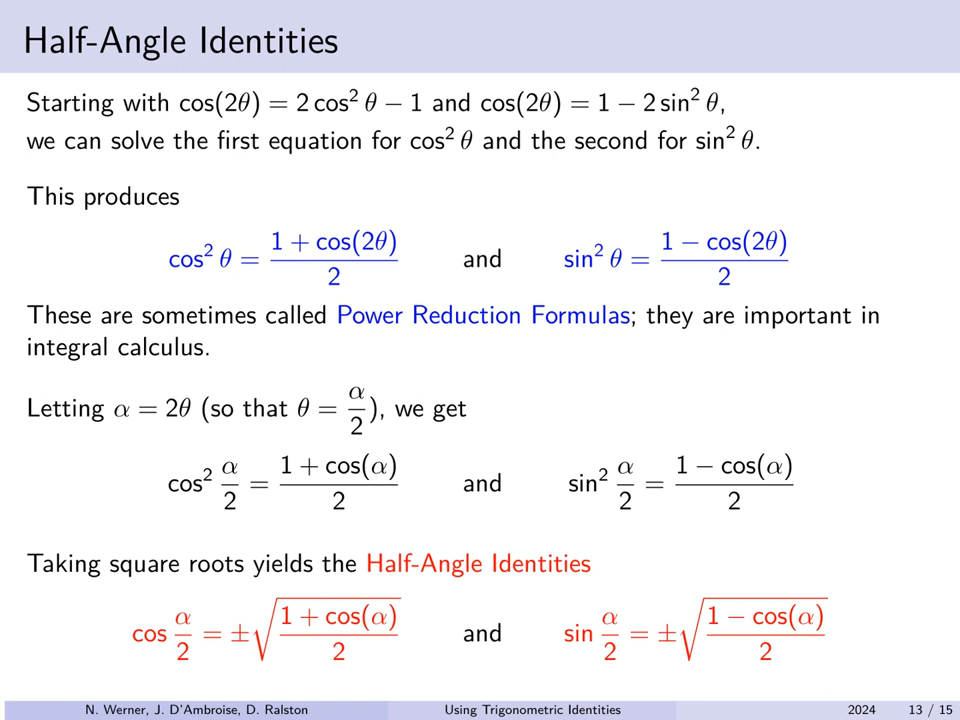 Half-Angle Identities
Starting with cos(2θ) = 2 cos² θ − 1 and cos(2θ) = 1 − 2 sin² θ,
we can solve the first equation for cos² θ and the second for sin² θ.
This produces
cos² θ = (1 + cos(2θ))/2 and sin² θ = (1 − cos(2θ))/2
These are sometimes called Power Reduction Formulas; they are important in
integral calculus.
Letting α = 2θ (so that θ = α/2), we get
cos² α/2 = (1 + cos(α))/2 and sin² α/2 = (1 − cos(α))/2
Taking square roots yields the Half-Angle Identities
cos α/2 = ±√((1 + cos(α))/2) and sin α/2 = ±√((1 − cos(α))/2)
N. Werner, J. D'Ambroise, D. Ralston Using Trigonometric Identities 2024 13 / 15